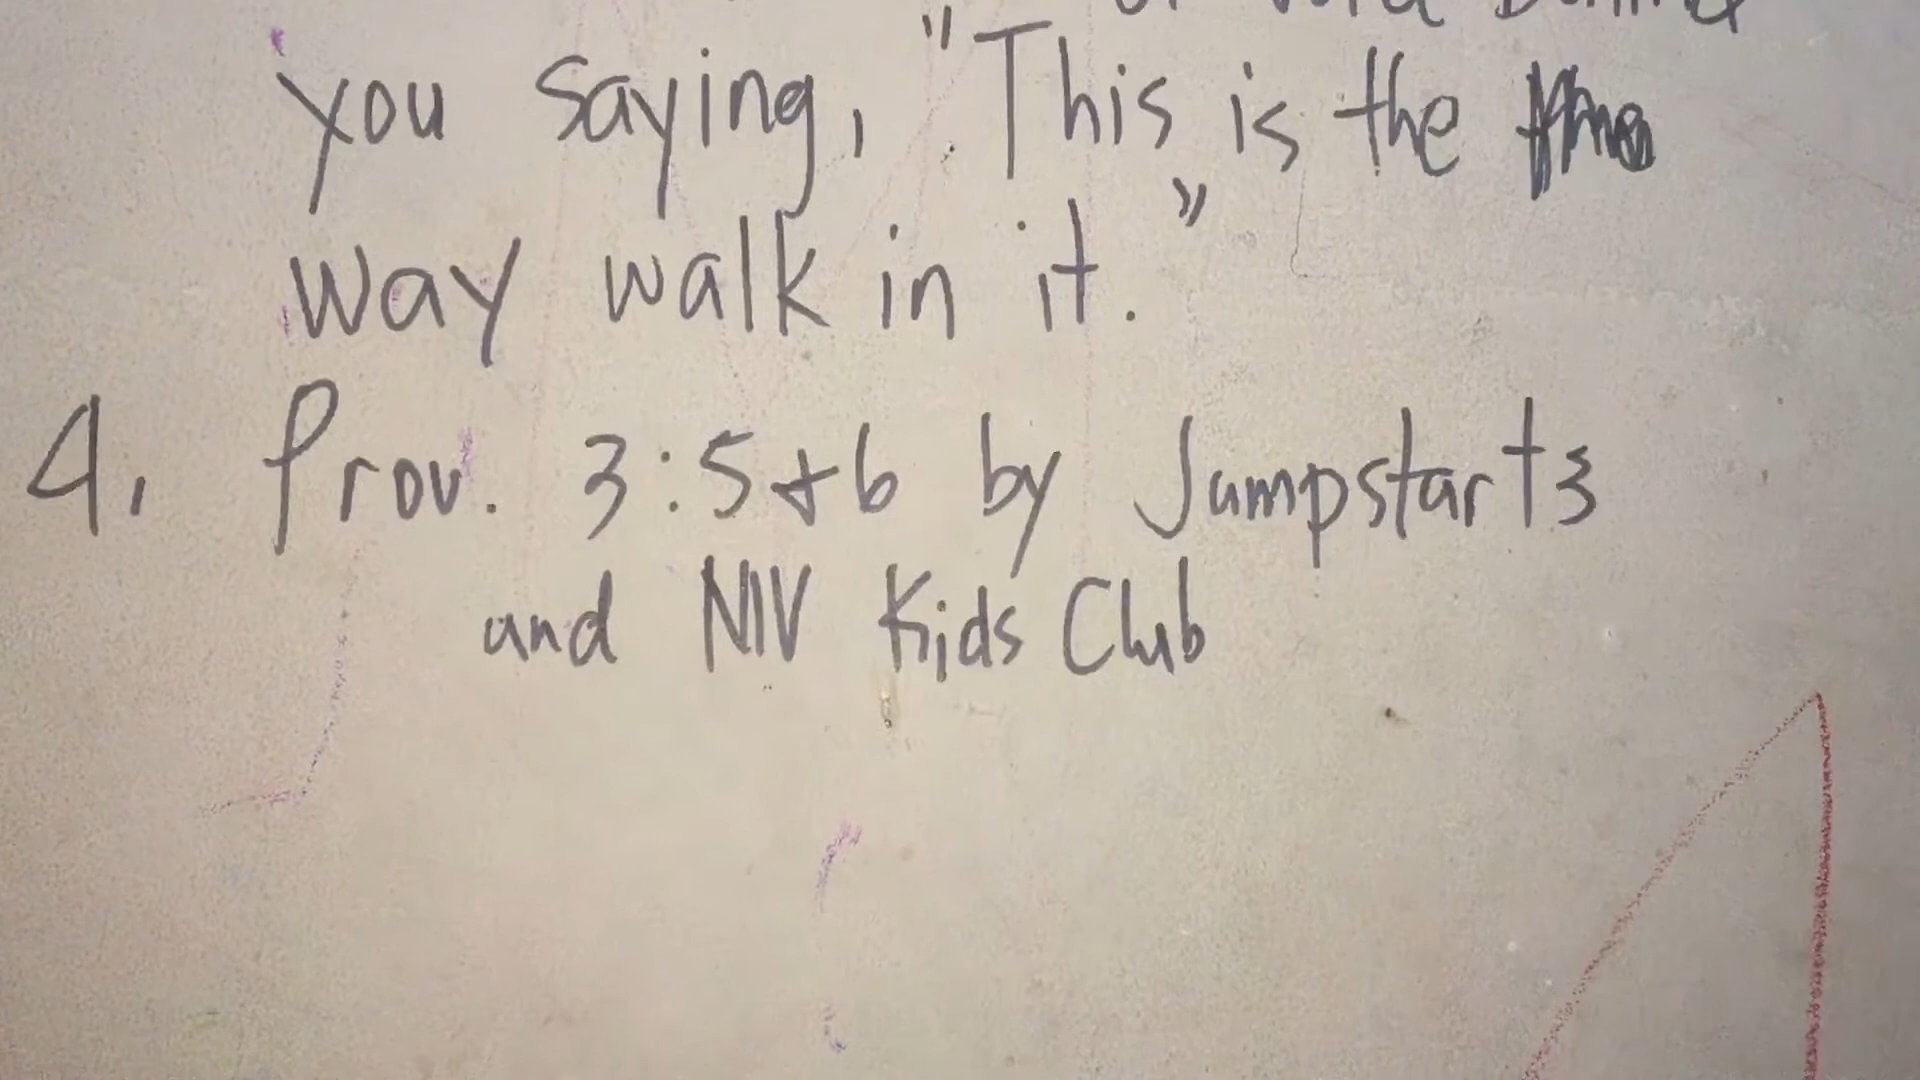 you saying, "This is the
way walk in it."
4. Prov. 3:5+6 by Jumpstart3
and NIV Kids Club